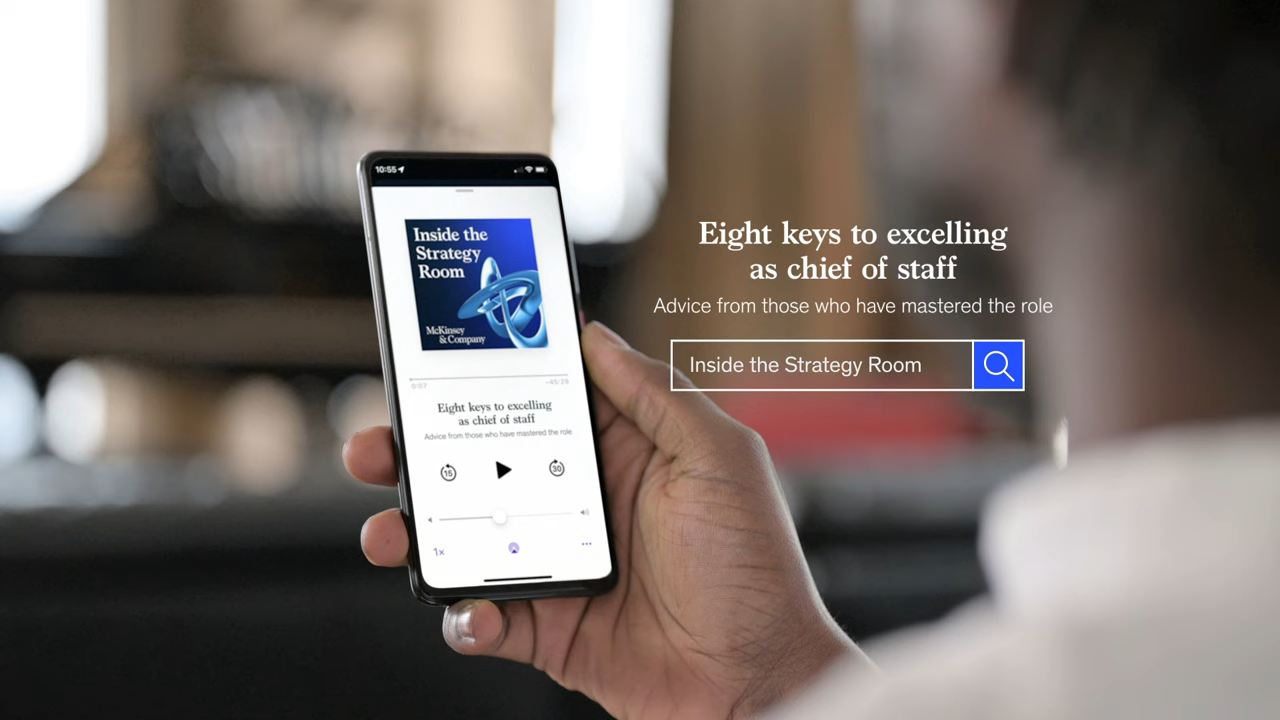 10:55
Inside the
Strategy
Room
McKinsey
& Company
0:07
-43:28
Eight keys to excelling
as chief of staff
Advice from those who have mastered the role
15
30
1x
Eight keys to excelling
as chief of staff
Advice from those who have mastered the role
Inside the Strategy Room